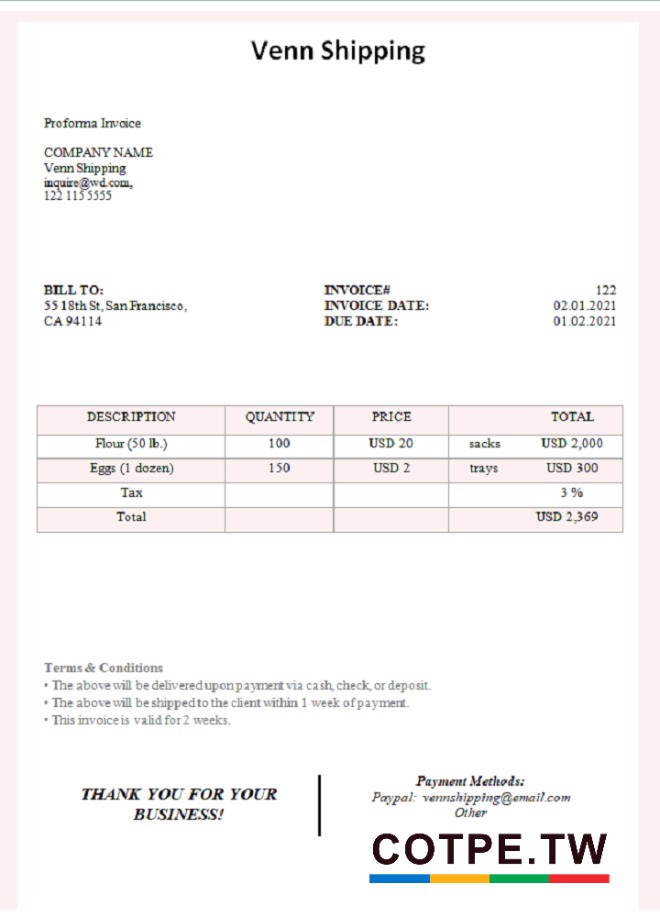 Venn Shipping
Proforma Invoice
COMPANY NAME
Venn Shipping
inquire@wd.com,
122 115 5555
BILL TO:
55 18th St, San Francisco,
CA 94114
INVOICE# 122
INVOICE DATE: 02.01.2021
DUE DATE: 01.02.2021
DESCRIPTION QUANTITY PRICE TOTAL
Flour (50 lb.) 100 USD 20 sacks USD 2,000
Eggs (1 dozen) 150 USD 2 trays USD 300
Tax 3 %
Total USD 2,369
Terms & Conditions
• The above will be delivered upon payment via cash, check, or deposit.
• The above will be shipped to the client within 1 week of payment.
• This invoice is valid for 2 weeks.
THANK YOU FOR YOUR
BUSINESS!
Payment Methods:
Paypal: vennshipping@email.com
Other
COTPE.TW